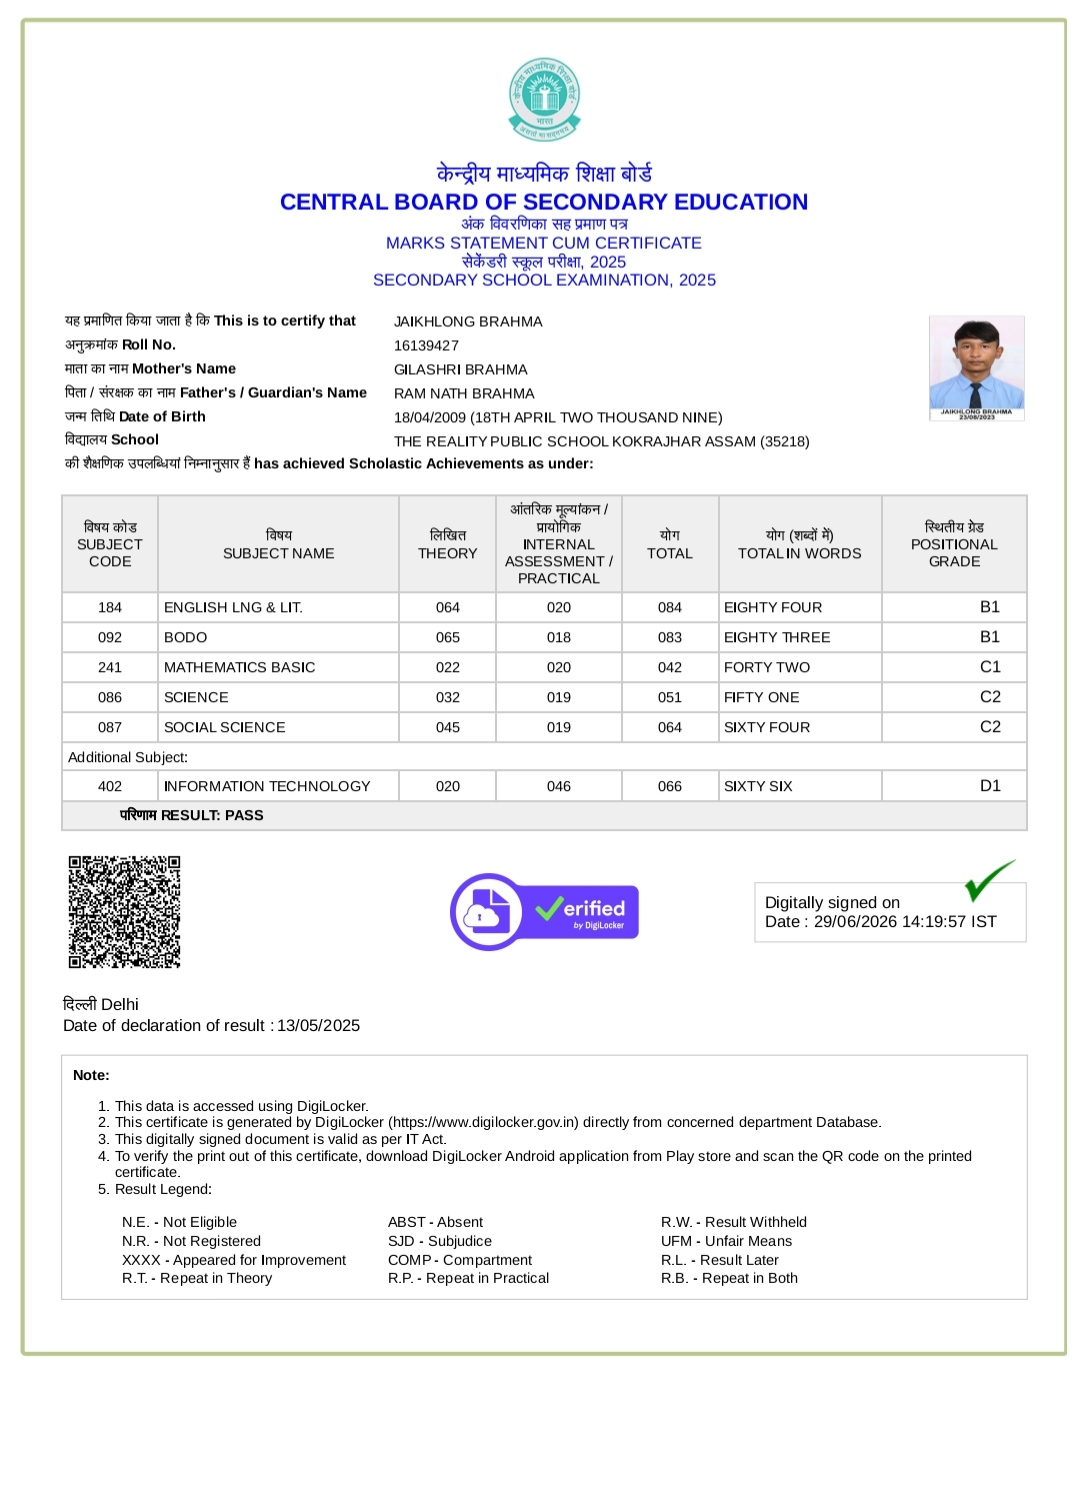 केन्द्रीय माध्यमिक शिक्षा बोर्ड
भारत
असतो मा सद्गमय
केन्द्रीय माध्यमिक शिक्षा बोर्ड
CENTRAL BOARD OF SECONDARY EDUCATION
अंक विवरणिका सह प्रमाण पत्र
MARKS STATEMENT CUM CERTIFICATE
सेकेंडरी स्कूल परीक्षा, 2025
SECONDARY SCHOOL EXAMINATION, 2025
यह प्रमाणित किया जाता है कि This is to certify that JAIKHLONG BRAHMA
अनुक्रमांक Roll No. 16139427
माता का नाम Mother's Name GILASHRI BRAHMA
पिता / संरक्षक का नाम Father's / Guardian's Name RAM NATH BRAHMA
जन्म तिथि Date of Birth 18/04/2009 (18TH APRIL TWO THOUSAND NINE)
विद्यालय School THE REALITY PUBLIC SCHOOL KOKRAJHAR ASSAM (35218)
की शैक्षणिक उपलब्धियां निम्नानुसार हैं has achieved Scholastic Achievements as under:
JAIKHLONG BRAHMA
23/08/2023
विषय कोड SUBJECT CODE विषय SUBJECT NAME लिखित THEORY आंतरिक मूल्यांकन / प्रायोगिक INTERNAL ASSESSMENT / PRACTICAL योग TOTAL योग (शब्दों में) TOTAL IN WORDS स्थितीय ग्रेड POSITIONAL GRADE
184 ENGLISH LNG & LIT. 064 020 084 EIGHTY FOUR B1
092 BODO 065 018 083 EIGHTY THREE B1
241 MATHEMATICS BASIC 022 020 042 FORTY TWO C1
086 SCIENCE 032 019 051 FIFTY ONE C2
087 SOCIAL SCIENCE 045 019 064 SIXTY FOUR C2
Additional Subject:
402 INFORMATION TECHNOLOGY 020 046 066 SIXTY SIX D1
परिणाम RESULT: PASS
erified
by DigiLocker
Digitally signed on
Date : 29/06/2026 14:19:57 IST
दिल्ली Delhi
Date of declaration of result : 13/05/2025
Note:
1. This data is accessed using DigiLocker.
2. This certificate is generated by DigiLocker (https://www.digilocker.gov.in) directly from concerned department Database.
3. This digitally signed document is valid as per IT Act.
4. To verify the print out of this certificate, download DigiLocker Android application from Play store and scan the QR code on the printed
certificate.
5. Result Legend:
N.E. - Not Eligible ABST - Absent R.W. - Result Withheld
N.R. - Not Registered SJD - Subjudice UFM - Unfair Means
XXXX - Appeared for Improvement COMP - Compartment R.L. - Result Later
R.T. - Repeat in Theory R.P. - Repeat in Practical R.B. - Repeat in Both